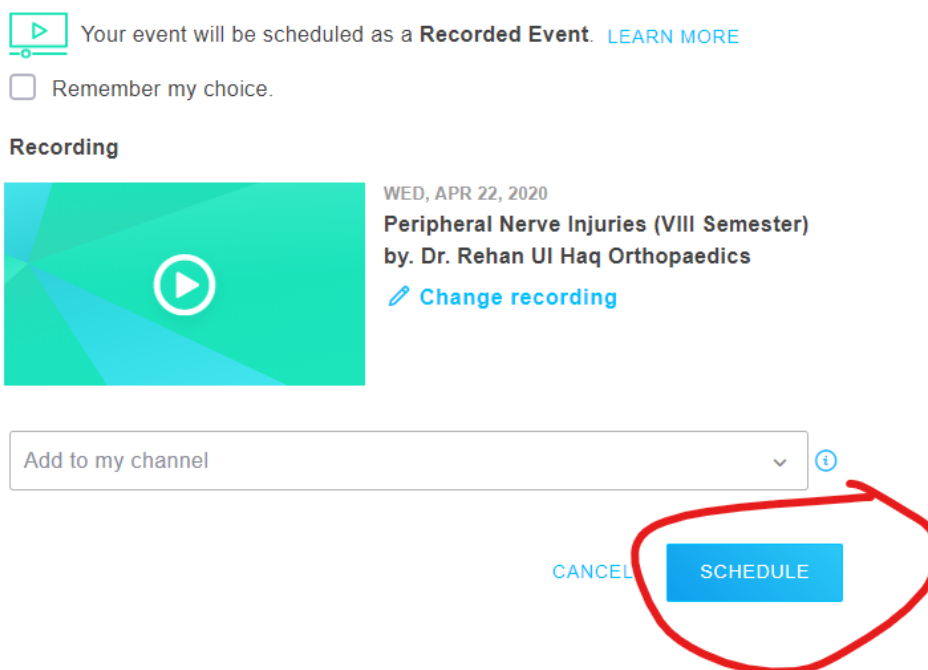 Your event will be scheduled as a Recorded Event. LEARN MORE
Remember my choice.
Recording
WED, APR 22, 2020
Peripheral Nerve Injuries (VIII Semester)
by. Dr. Rehan Ul Haq Orthopaedics
Change recording
Add to my channel
CANCEL SCHEDULE